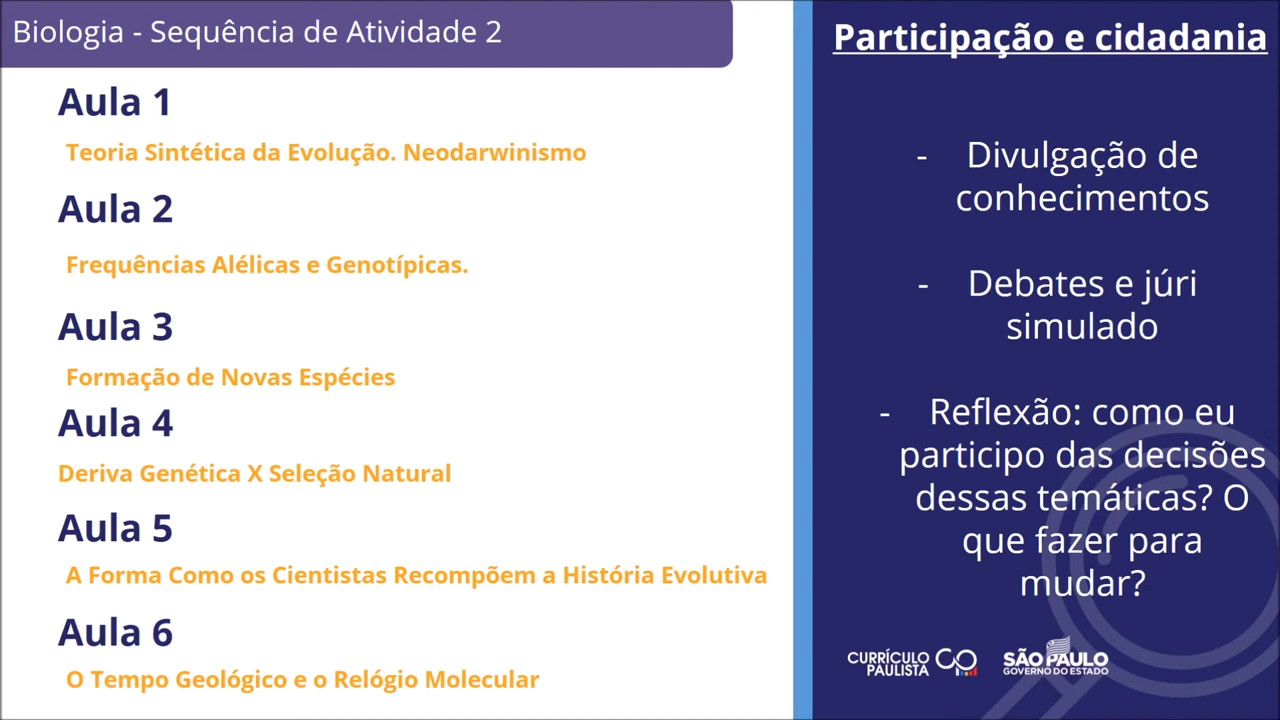 Biologia - Sequência de Atividade 2
Aula 1
Teoria Sintética da Evolução. Neodarwinismo
Aula 2
Frequências Alélicas e Genotípicas.
Aula 3
Formação de Novas Espécies
Aula 4
Deriva Genética X Seleção Natural
Aula 5
A Forma Como os Cientistas Recompõem a História Evolutiva
Aula 6
O Tempo Geológico e o Relógio Molecular
Participação e cidadania
- Divulgação de
conhecimentos
- Debates e júri
simulado
- Reflexão: como eu
participo das decisões
dessas temáticas? O
que fazer para
mudar?
CURRÍCULO
PAULISTA
SÃO PAULO
GOVERNO DO ESTADO